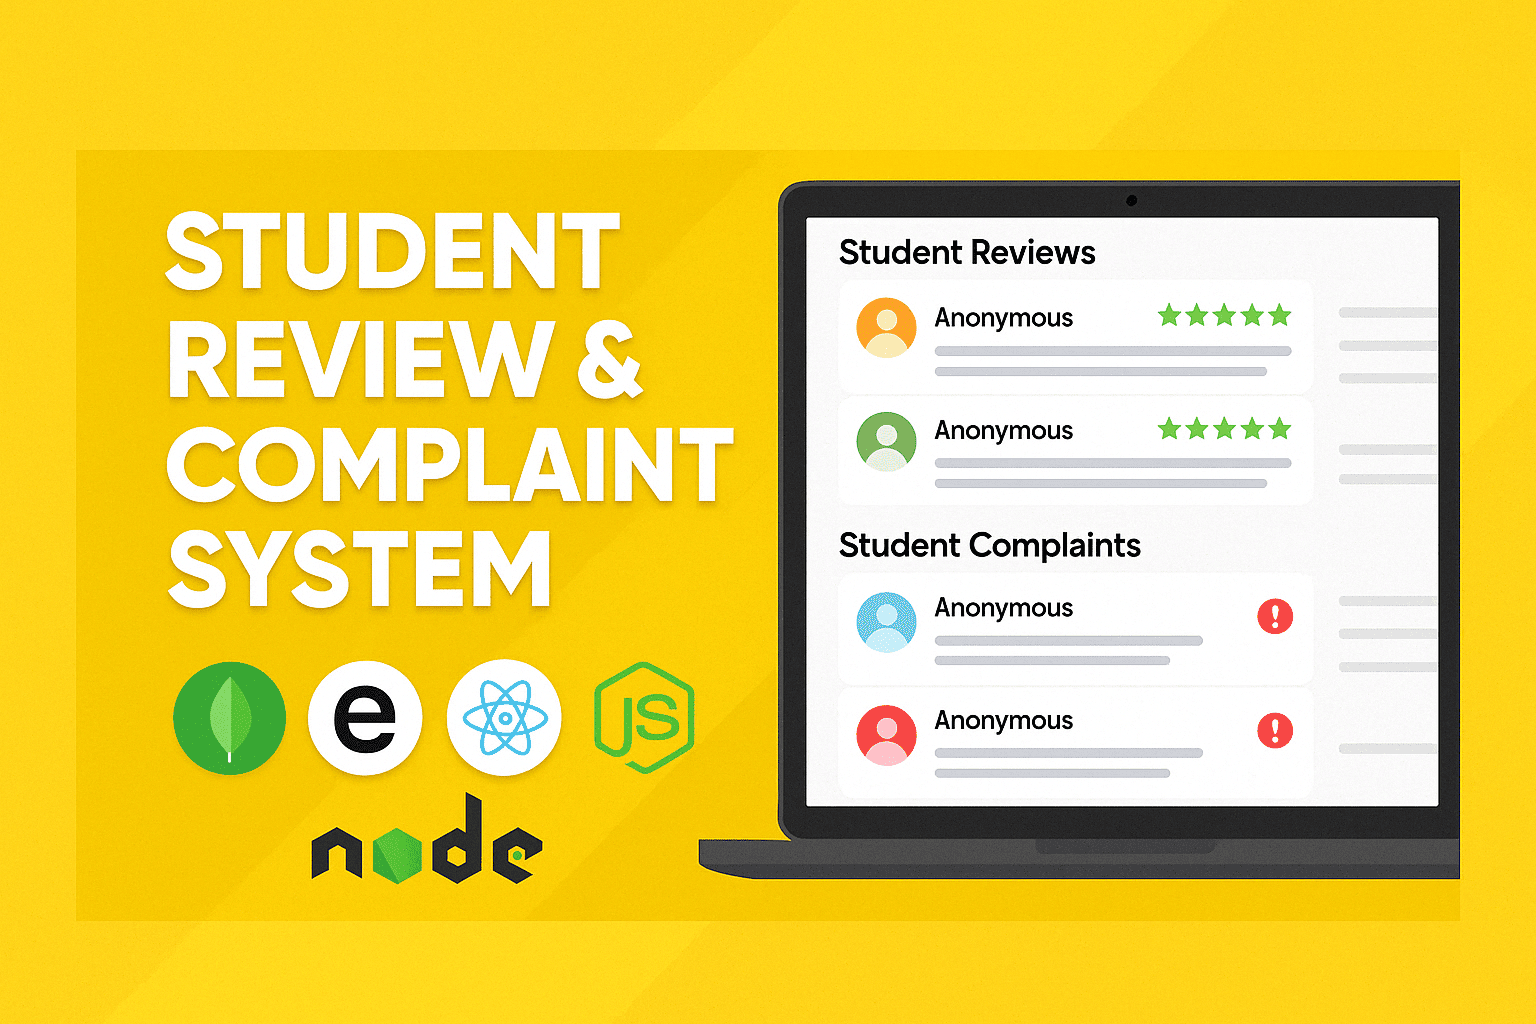 STUDENT
REVIEW &
COMPLAINT
SYSTEM
e
JS
node
Student Reviews
Anonymous
Anonymous
Student Complaints
Anonymous
!
Anonymous
!